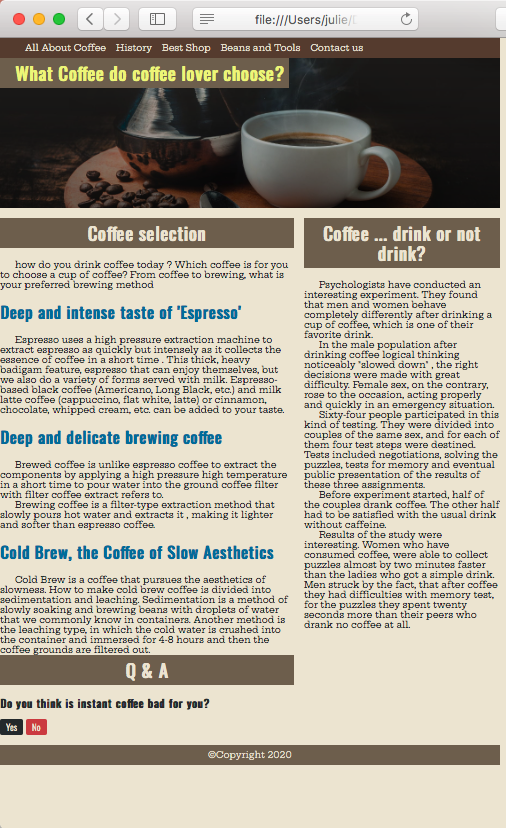 file:///Users/julie/
All About Coffee History Best Shop Beans and Tools Contact us
What Coffee do coffee lover choose?
Coffee selection
how do you drink coffee today ? Which coffee is for you
to choose a cup of coffee? From coffee to brewing, what is
your preferred brewing method
Deep and intense taste of 'Espresso'
Espresso uses a high pressure extraction machine to
extract espresso as quickly but intensely as it collects the
essence of coffee in a short time . This thick, heavy
badigam feature, espresso that can enjoy themselves, but
we also do a variety of forms served with milk. Espresso-
based black coffee (Americano, Long Black, etc.) and milk
latte coffee (cappuccino, flat white, latte) or cinnamon,
chocolate, whipped cream, etc. can be added to your taste.
Deep and delicate brewing coffee
Brewed coffee is unlike espresso coffee to extract the
components by applying a high pressure high temperature
in a short time to pour water into the ground coffee filter
with filter coffee extract refers to.
Brewing coffee is a filter-type extraction method that
slowly pours hot water and extracts it , making it lighter
and softer than espresso coffee.
Cold Brew, the Coffee of Slow Aesthetics
Cold Brew is a coffee that pursues the aesthetics of
slowness. How to make cold brew coffee is divided into
sedimentation and leaching. Sedimentation is a method of
slowly soaking and brewing beans with droplets of water
that we commonly know in containers. Another method is
the leaching type, in which the cold water is crushed into
the container and immersed for 4-8 hours and then the
coffee grounds are filtered out.
Q & A
Do you think is instant coffee bad for you?
Yes No
Coffee ... drink or not
drink?
Psychologists have conducted an
interesting experiment. They found
that men and women behave
completely differently after drinking a
cup of coffee, which is one of their
favorite drink.
In the male population after
drinking coffee logical thinking
noticeably "slowed down" , the right
decisions were made with great
difficulty. Female sex, on the contrary,
rose to the occasion, acting properly
and quickly in an emergency situation.
Sixty-four people participated in this
kind of testing. They were divided into
couples of the same sex, and for each of
them four test steps were destined.
Tests included negotiations, solving the
puzzles, tests for memory and eventual
public presentation of the results of
these three assignments.
Before experiment started, half of
the couples drank coffee. The other half
had to be satisfied with the usual drink
without caffeine.
Results of the study were
interesting. Women who have
consumed coffee, were able to collect
puzzles almost by two minutes faster
than the ladies who got a simple drink.
Men struck by the fact, that after coffee
they had difficulties with memory test,
for the puzzles they spent twenty
seconds more than their peers who
drank no coffee at all.
©Copyright 2020